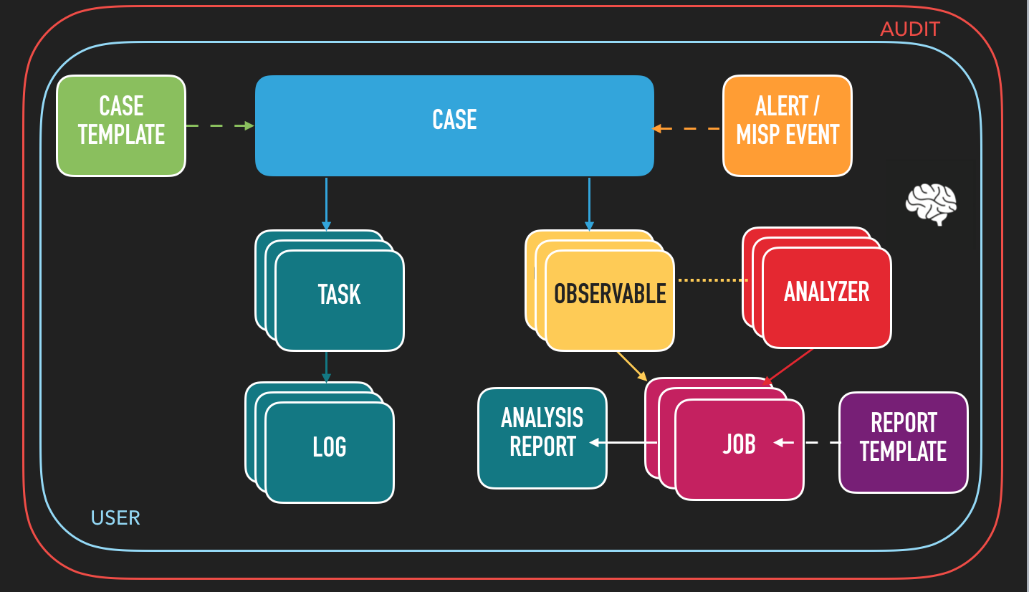 AUDIT
CASE
TEMPLATE
CASE
ALERT /
MISP EVENT
TASK
OBSERVABLE
ANALYZER
LOG
ANALYSIS
REPORT
JOB
REPORT
TEMPLATE
USER